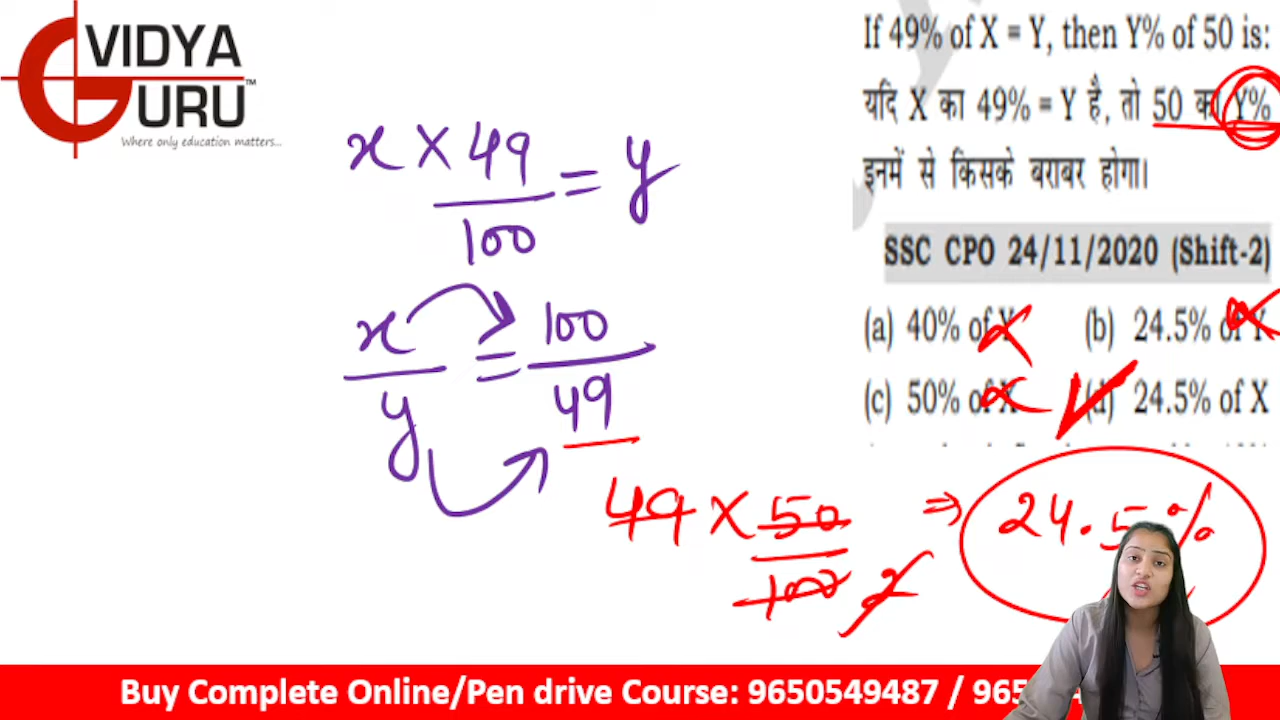 VIDYA
GURU™
Where only education matters...
If 49% of X = Y, then Y% of 50 is:
यदि X का 49% = Y है, तो 50 का Y%
इनमें से किसके बराबर होगा।
SSC CPO 24/11/2020 (Shift-2)
(a) 40% of Y (b) 24.5% of Y
(c) 50% of X (d) 24.5% of X
x × 49
100
= y
x
y
=
100
49
49 × 50
100 2
⇒ 24.5%
Buy Complete Online/Pen drive Course: 9650549487 / 965